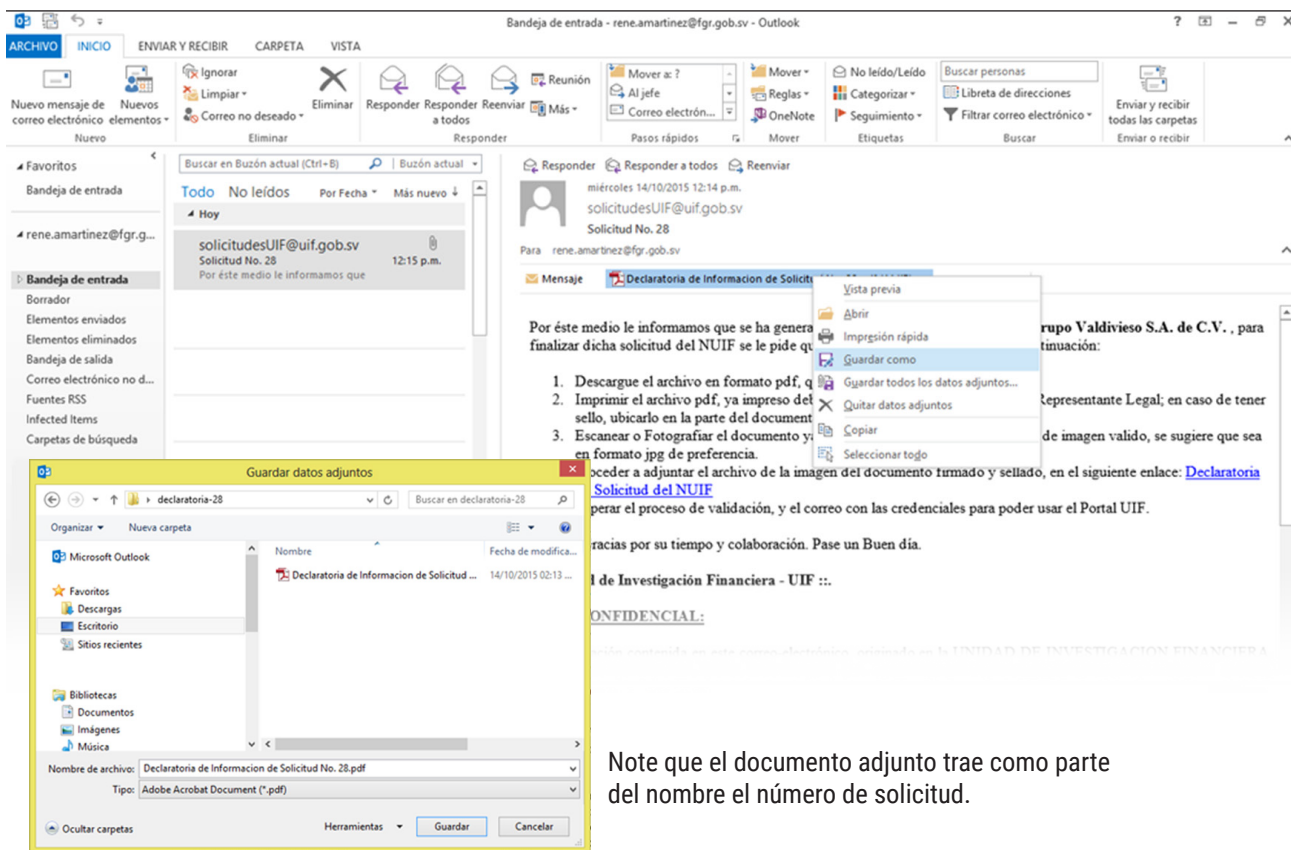 Bandeja de entrada - rene.amartinez@fgr.gob.sv - Outlook
ARCHIVO INICIO ENVIAR Y RECIBIR CARPETA VISTA
Nuevo mensaje de correo electrónico
Nuevos elementos
Nuevo
Ignorar
Limpiar
Correo no deseado
Eliminar
Eliminar
Responder
Responder a todos
Reenviar
Reunión
Más
Responder
Mover a: ?
Al jefe
Correo electrón...
Pasos rápidos
Mover
Reglas
OneNote
Mover
No leído/Leído
Categorizar
Seguimiento
Etiquetas
Buscar personas
Libreta de direcciones
Filtrar correo electrónico
Buscar
Enviar y recibir todas las carpetas
Enviar o recibir
Favoritos
Bandeja de entrada
rene.amartinez@fgr.g...
Bandeja de entrada
Borrador
Elementos enviados
Elementos eliminados
Bandeja de salida
Correo electrónico no d...
Fuentes RSS
Infected Items
Carpetas de búsqueda
Buscar en Buzón actual (Ctrl+B) Buzón actual
Todo No leídos Por Fecha Más nuevo
Hoy
solicitudesUIF@uif.gob.sv
Solicitud No. 28 12:15 p.m.
Por éste medio le informamos que
Responder Responder a todos Reenviar
miércoles 14/10/2015 12:14 p.m.
solicitudesUIF@uif.gob.sv
Solicitud No. 28
Para rene.amartinez@fgr.gob.sv
Mensaje Declaratoria de Informacion de Solicitu
Vista previa
Abrir
Impresión rápida
Guardar como
Guardar todos los datos adjuntos...
Quitar datos adjuntos
Copiar
Seleccionar todo
Por éste medio le informamos que se ha genera rupo Valdivieso S.A. de C.V. , para
finalizar dicha solicitud del NUIF se le pide qu tinuación:
1. Descargue el archivo en formato pdf, q
2. Imprimir el archivo pdf, ya impreso deb Representante Legal; en caso de tener
sello, ubicarlo en la parte del document
3. Escanear o Fotografiar el documento y de imagen valido, se sugiere que sea
en formato jpg de preferencia.
oceder a adjuntar el archivo de la imagen del documento firmado y sellado, en el siguiente enlace: Declaratoria
Solicitud del NUIF
perar el proceso de validación, y el correo con las credenciales para poder usar el Portal UIF.
racias por su tiempo y colaboración. Pase un Buen día.
d de Investigación Financiera - UIF ::.
ONFIDENCIAL:
ación contenida en este correo electrónico, originado en la UNIDAD DE INVESTIGACION FINANCIERA
Guardar datos adjuntos
declaratoria-28 Buscar en declaratoria-28
Organizar Nueva carpeta
Microsoft Outlook
Favoritos
Descargas
Escritorio
Sitios recientes
Bibliotecas
Documentos
Imágenes
Música
Nombre Fecha de modifica...
Declaratoria de Informacion de Solicitud ... 14/10/2015 02:13 ...
Nombre de archivo: Declaratoria de Informacion de Solicitud No. 28.pdf
Tipo: Adobe Acrobat Document (*.pdf)
Ocultar carpetas Herramientas Guardar Cancelar
Note que el documento adjunto trae como parte
del nombre el número de solicitud.